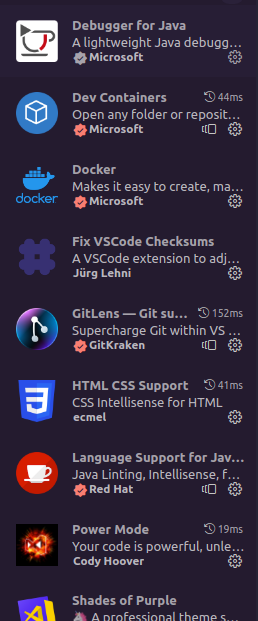 Debugger for Java
A lightweight Java debugg...
Microsoft
Dev Containers 44ms
Open any folder or reposit...
Microsoft
Docker
Makes it easy to create, ma...
docker Microsoft
Fix VSCode Checksums
A VSCode extension to adj...
Jürg Lehni
GitLens — Git su... 152ms
Supercharge Git within VS ...
GitKraken
HTML CSS Support 41ms
CSS Intellisense for HTML
ecmel
Language Support for Jav...
Java Linting, Intellisense, f...
Red Hat
Power Mode 19ms
Your code is powerful, unle...
Cody Hoover
Shades of Purple
A professional theme s...